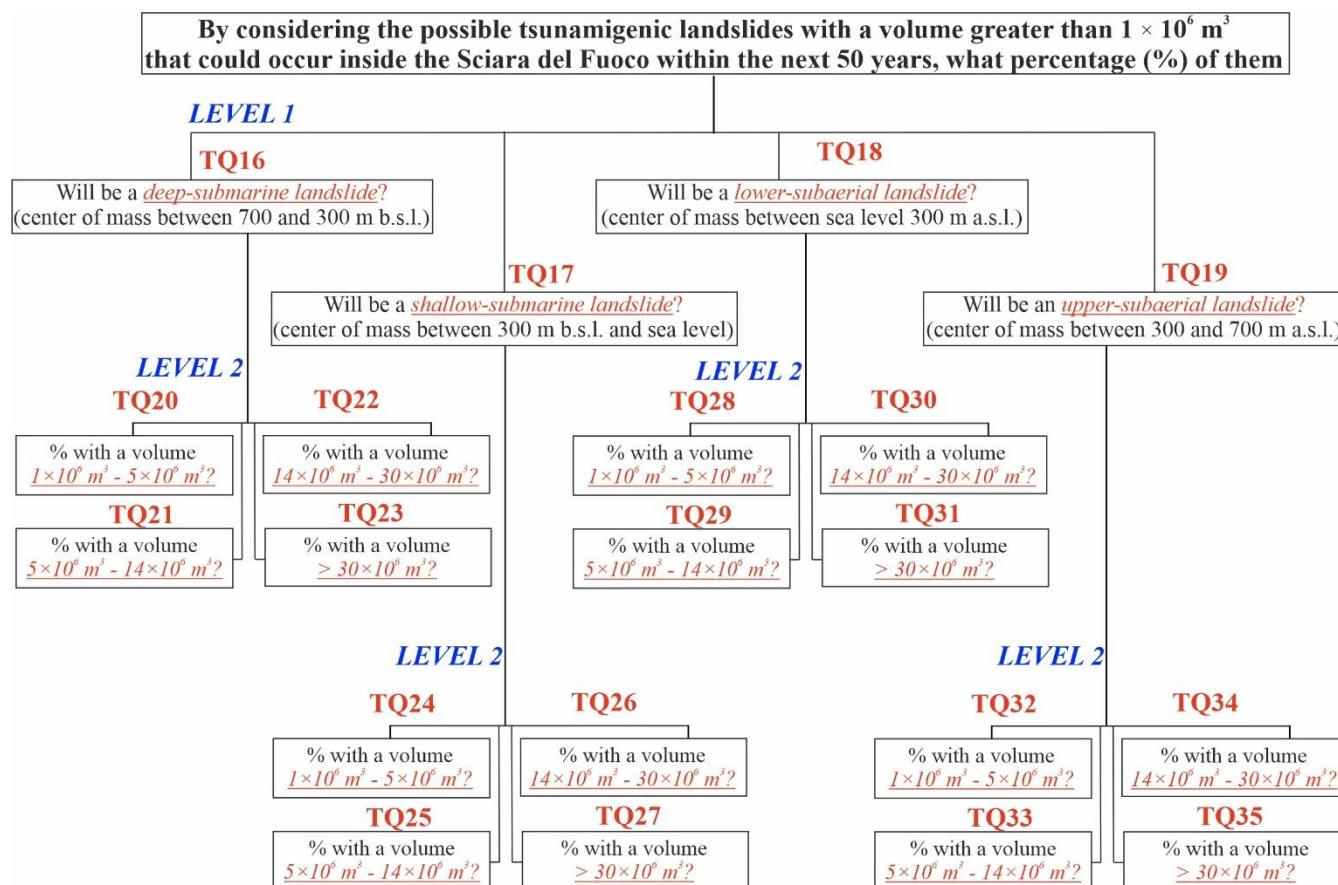 By considering the possible tsunamigenic landslides with a volume greater than 1 × 10⁶ m³
that could occur inside the Sciara del Fuoco within the next 50 years, what percentage (%) of them
LEVEL 1
TQ16
Will be a deep-submarine landslide?
(center of mass between 700 and 300 m b.s.l.)
TQ18
Will be a lower-subaerial landslide?
(center of mass between sea level 300 m a.s.l.)
TQ17
Will be a shallow-submarine landslide?
(center of mass between 300 m b.s.l. and sea level)
TQ19
Will be an upper-subaerial landslide?
(center of mass between 300 and 700 m a.s.l.)
LEVEL 2
TQ20
% with a volume
1×10⁶ m³ - 5×10⁶ m³?
TQ22
% with a volume
14×10⁶ m³ - 30×10⁶ m³?
TQ21
% with a volume
5×10⁶ m³ - 14×10⁶ m³?
TQ23
% with a volume
> 30×10⁶ m³?
LEVEL 2
TQ28
% with a volume
1×10⁶ m³ - 5×10⁶ m³?
TQ30
% with a volume
14×10⁶ m³ - 30×10⁶ m³?
TQ29
% with a volume
5×10⁶ m³ - 14×10⁶ m³?
TQ31
% with a volume
> 30×10⁶ m³?
LEVEL 2
TQ24
% with a volume
1×10⁶ m³ - 5×10⁶ m³?
TQ26
% with a volume
14×10⁶ m³ - 30×10⁶ m³?
TQ25
% with a volume
5×10⁶ m³ - 14×10⁶ m³?
TQ27
% with a volume
> 30×10⁶ m³?
LEVEL 2
TQ32
% with a volume
1×10⁶ m³ - 5×10⁶ m³?
TQ34
% with a volume
14×10⁶ m³ - 30×10⁶ m³?
TQ33
% with a volume
5×10⁶ m³ - 14×10⁶ m³?
TQ35
% with a volume
> 30×10⁶ m³?